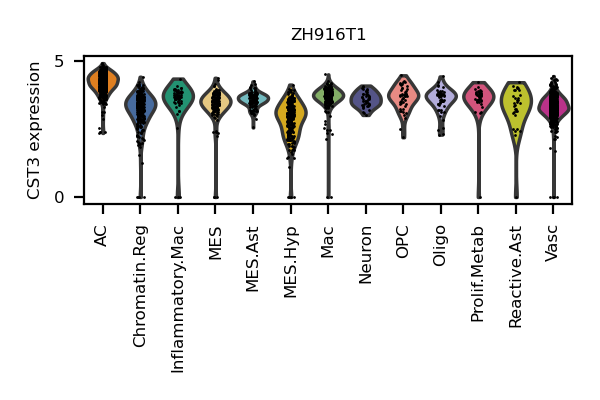 ZH916T1
CST3 expression
5
0
AC
Chromatin.Reg
Inflammatory.Mac
MES
MES.Ast
MES.Hyp
Mac
Neuron
OPC
Oligo
Prolif.Metab
Reactive.Ast
Vasc